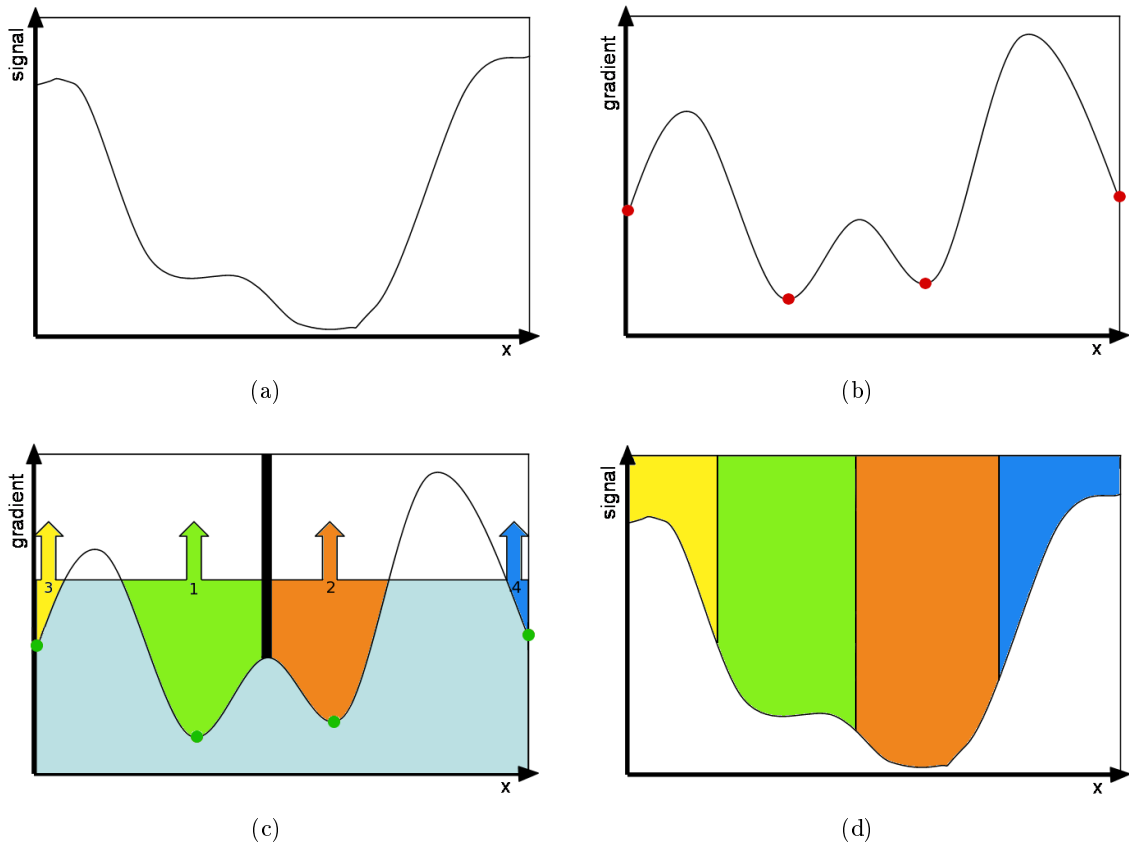 signal
x
(a)
gradient
x
(b)
gradient
3
1
2
4
x
(c)
signal
x
(d)